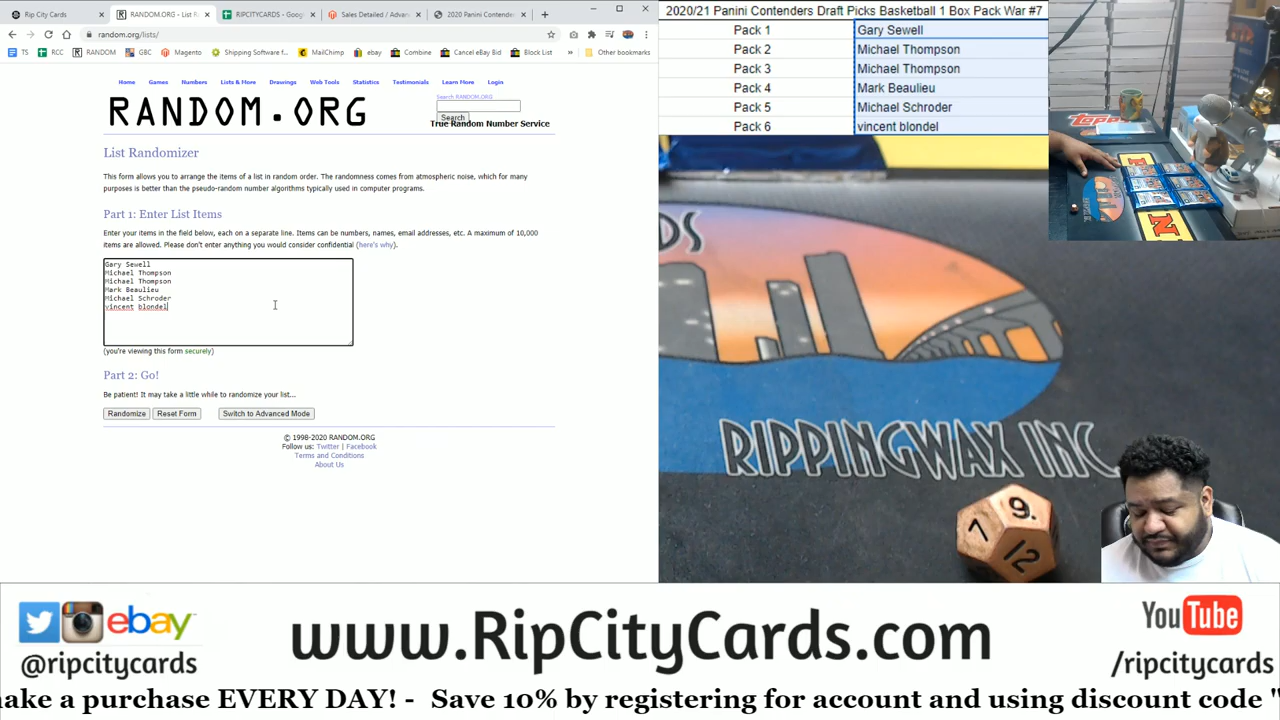 Rip City Cards
RANDOM.ORG - List R
RIPCITYCARDS - Goog
Sales Detailed / Advan
2020 Panini Contender
random.org/lists/
TS
RCC
RANDOM
GBC
Magento
Shipping Software f...
MailChimp
ebay
Combine
Cancel eBay Bid
Block List
»
Other bookmarks
Home
Games
Numbers
Lists & More
Drawings
Web Tools
Statistics
Testimonials
Learn More
Login
Search RANDOM.ORG
RANDOM.ORG
Search
True Random Number Service
List Randomizer
This form allows you to arrange the items of a list in random order. The randomness comes from atmospheric noise, which for many
purposes is better than the pseudo-random number algorithms typically used in computer programs.
Part 1: Enter List Items
Enter your items in the field below, each on a separate line. Items can be numbers, names, email addresses, etc. A maximum of 10,000
items are allowed. Please don't enter anything you would consider confidential (here's why).
Gary Sewell
Michael Thompson
Michael Thompson
Mark Beaulieu
Michael Schroder
vincent blondel
(you're viewing this form securely)
Part 2: Go!
Be patient! It may take a little while to randomize your list...
Randomize
Reset Form
Switch to Advanced Mode
© 1998-2020 RANDOM.ORG
Follow us: Twitter | Facebook
Terms and Conditions
About Us
2020/21 Panini Contenders Draft Picks Basketball 1 Box Pack War #7
Pack 1 Gary Sewell
Pack 2 Michael Thompson
Pack 3 Michael Thompson
Pack 4 Mark Beaulieu
Pack 5 Michael Schroder
Pack 6 vincent blondel
Topps
DS
RIPPINGWAX INC
9.
7
12
ebay
@ripcitycards
www.RipCityCards.com
YouTube
/ripcitycards
make a purchase EVERY DAY! - Save 10% by registering for account and using discount code "